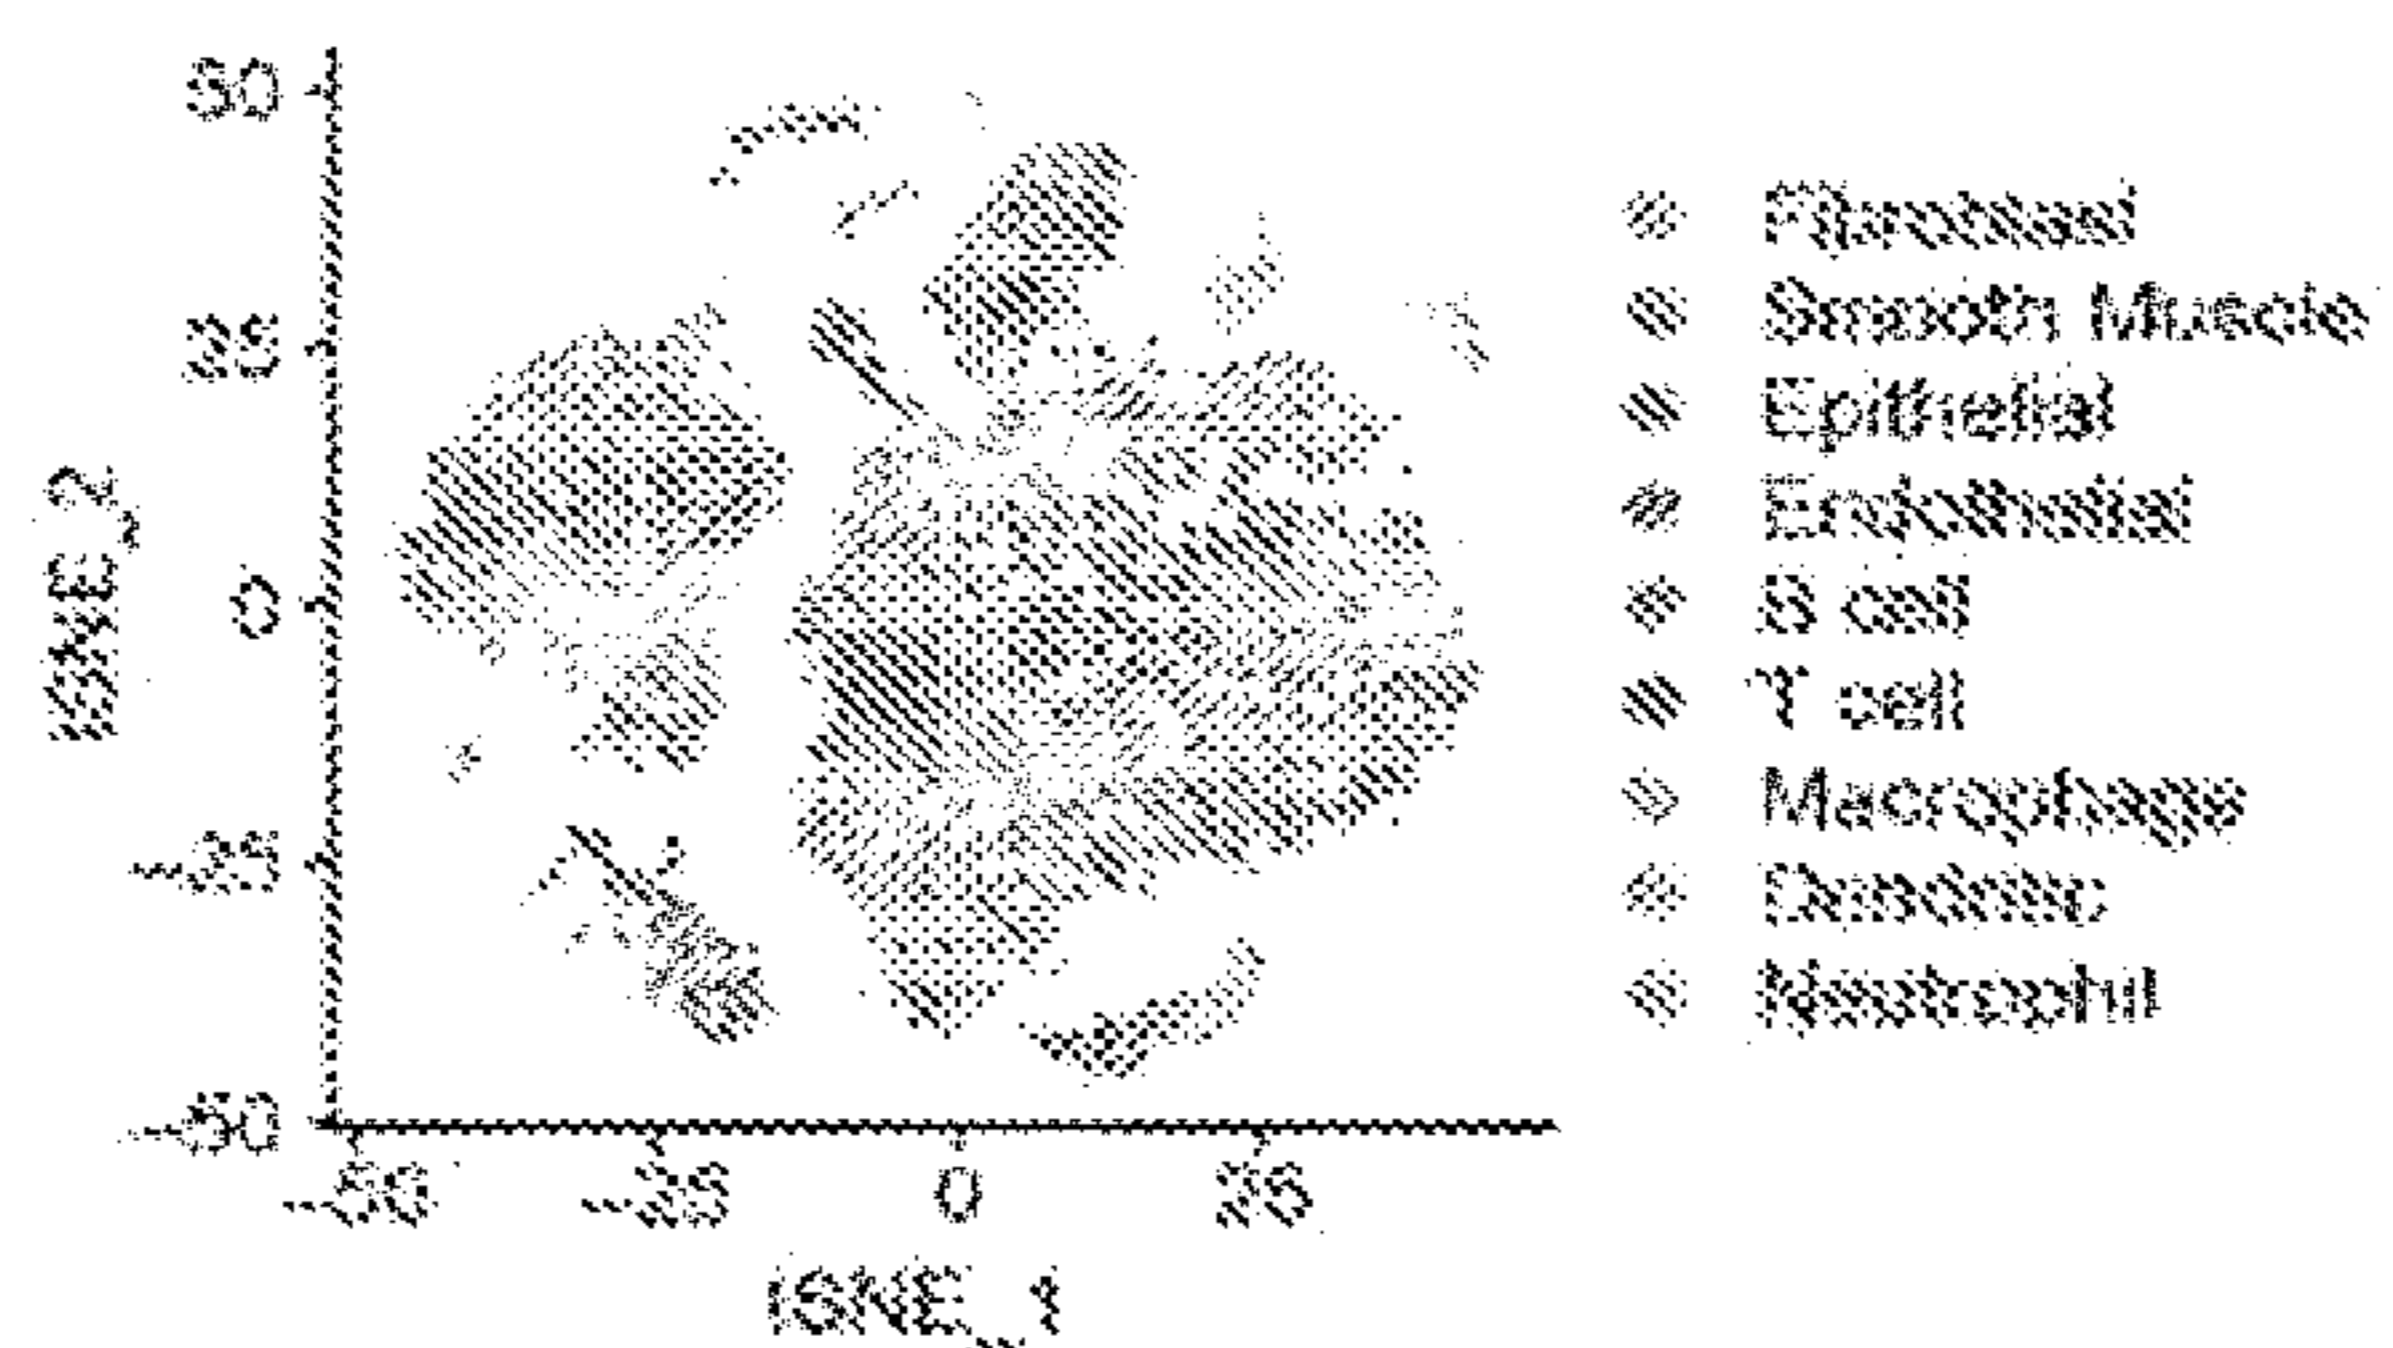 50
25
0
-25
-50
tSNE_2
-50
-25
0
25
tSNE_1
Fibroblast
Smooth Muscle
Epithelial
Endothelial
B cell
T cell
Macrophage
Dendritic
Neutrophil